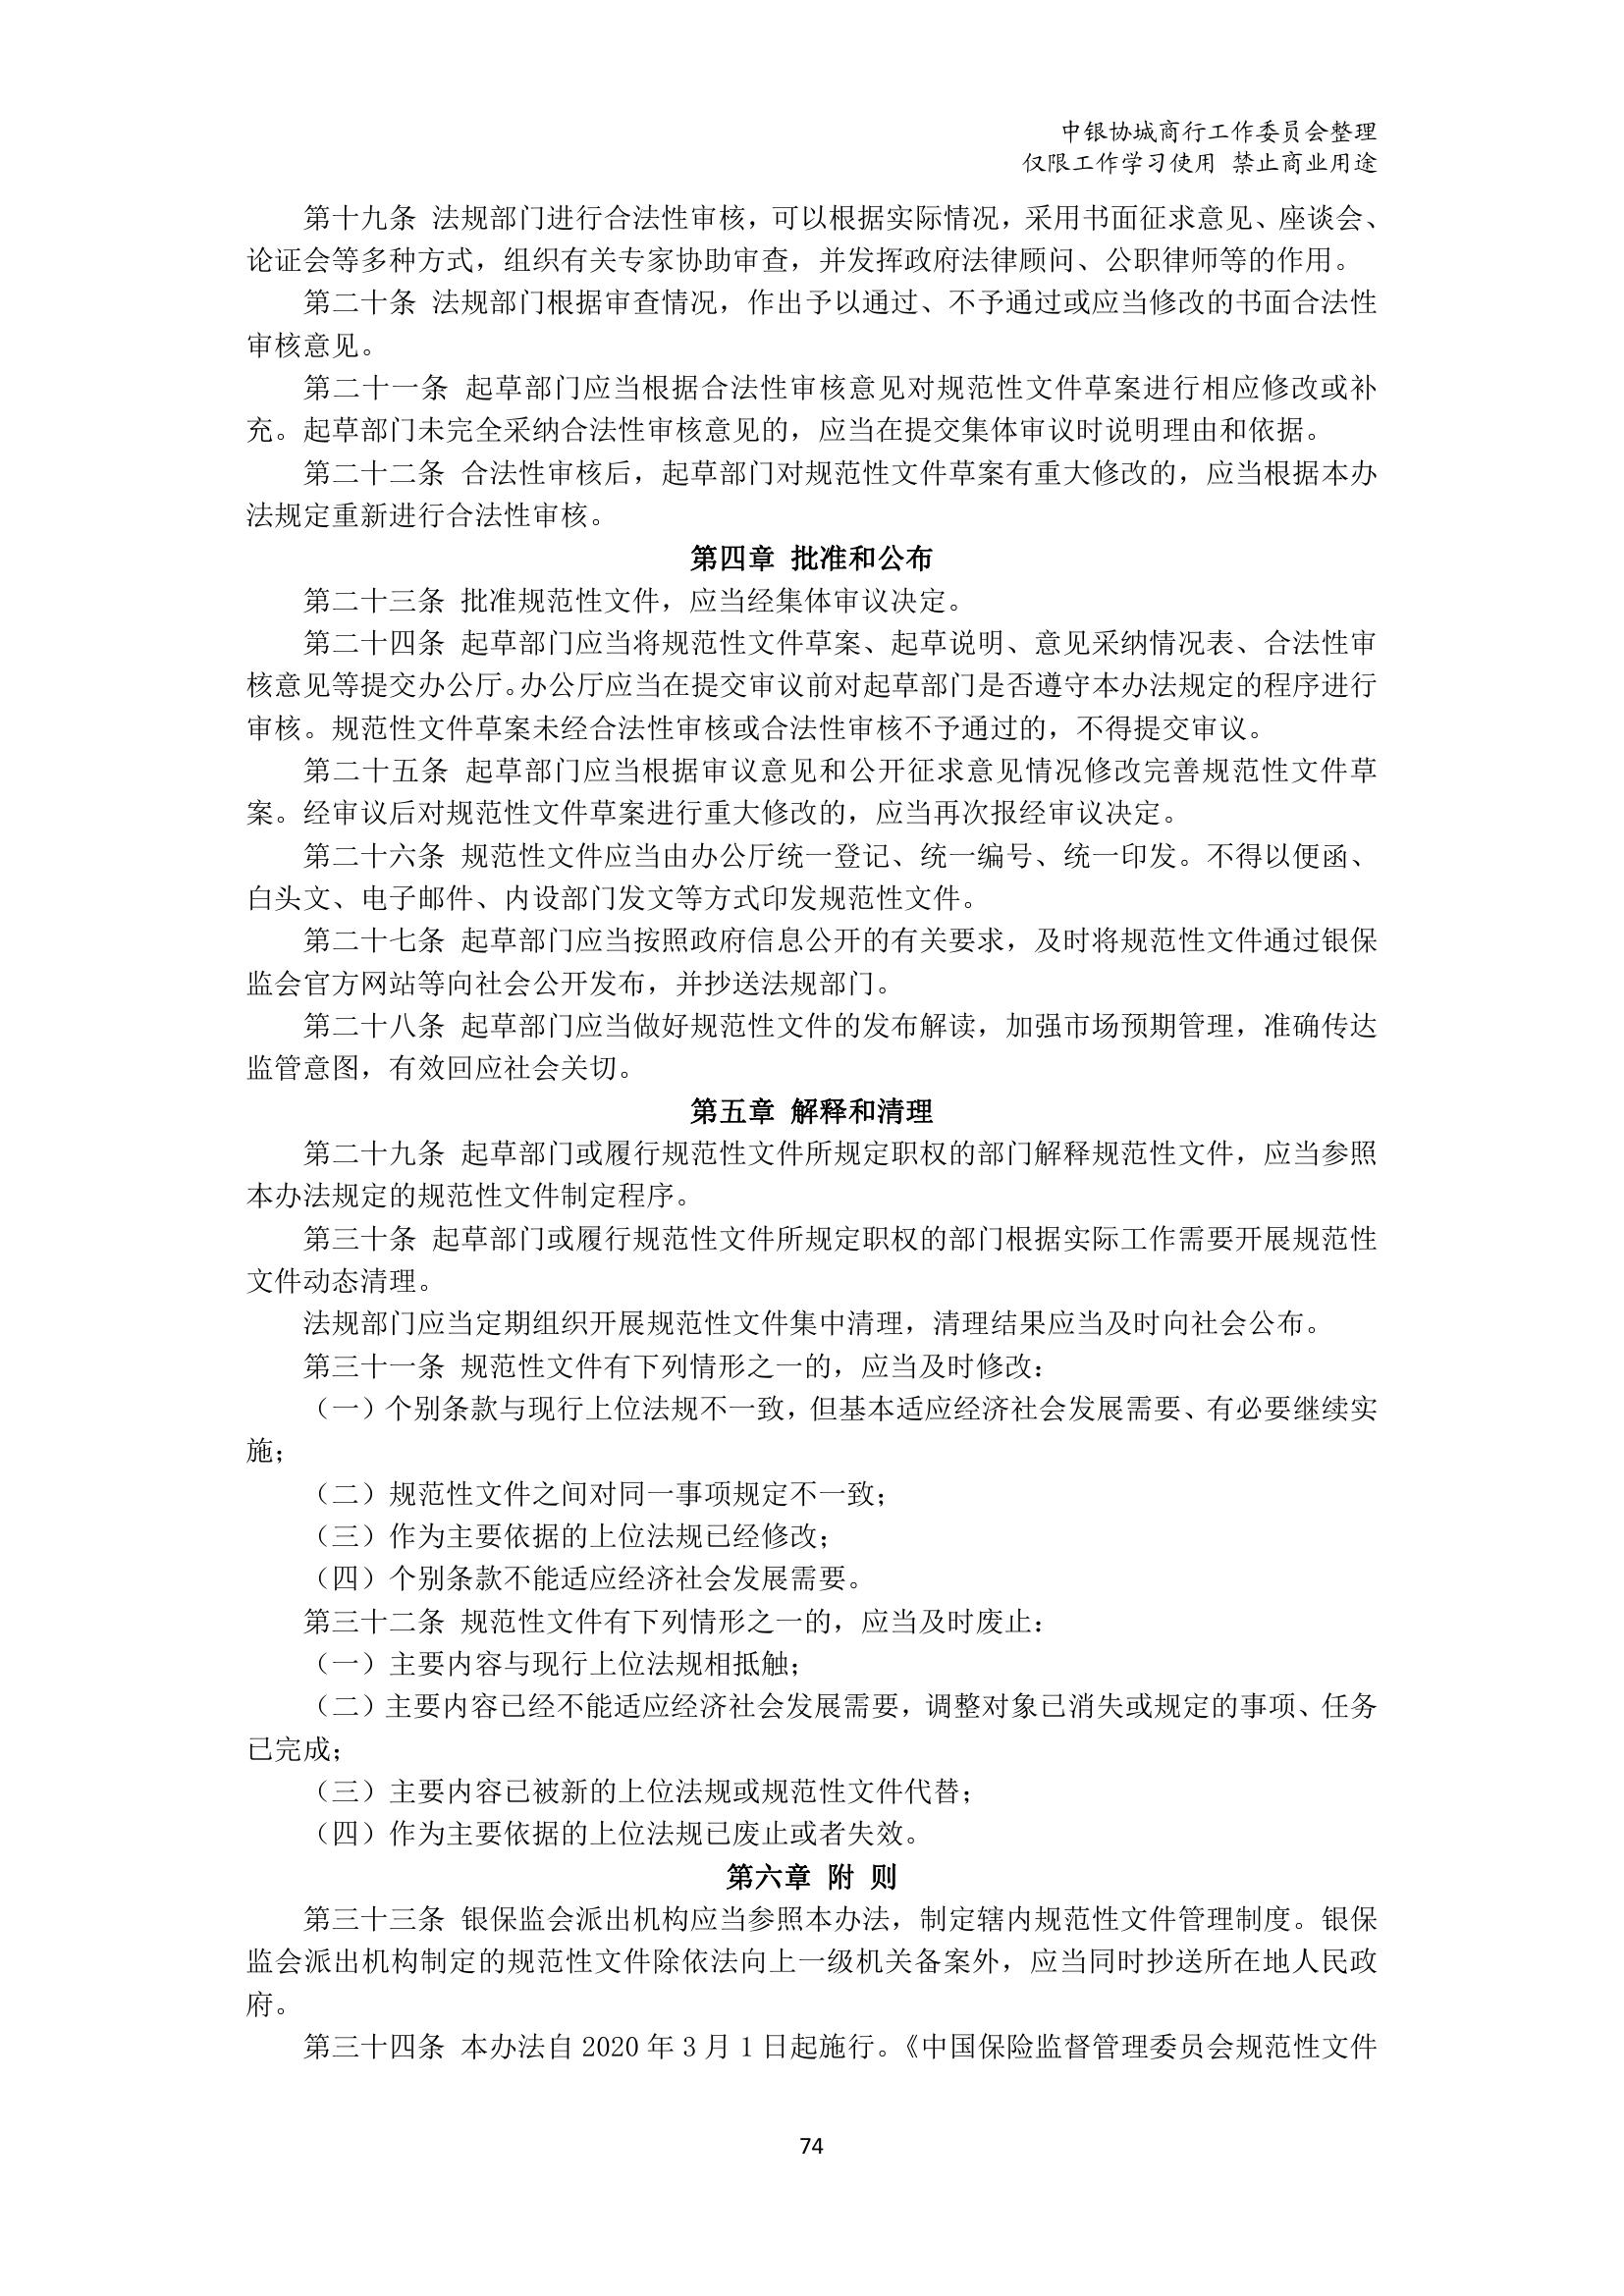 中银协城商行工作委员会整理
仅限工作学习使用 禁止商业用途
第十九条 法规部门进行合法性审核，可以根据实际情况，采用书面征求意见、座谈会、
论证会等多种方式，组织有关专家协助审查，并发挥政府法律顾问、公职律师等的作用。
第二十条 法规部门根据审查情况，作出予以通过、不予通过或应当修改的书面合法性
审核意见。
第二十一条 起草部门应当根据合法性审核意见对规范性文件草案进行相应修改或补
充。起草部门未完全采纳合法性审核意见的，应当在提交集体审议时说明理由和依据。
第二十二条 合法性审核后，起草部门对规范性文件草案有重大修改的，应当根据本办
法规定重新进行合法性审核。
第四章 批准和公布
第二十三条 批准规范性文件，应当经集体审议决定。
第二十四条 起草部门应当将规范性文件草案、起草说明、意见采纳情况表、合法性审
核意见等提交办公厅。办公厅应当在提交审议前对起草部门是否遵守本办法规定的程序进行
审核。规范性文件草案未经合法性审核或合法性审核不予通过的，不得提交审议。
第二十五条 起草部门应当根据审议意见和公开征求意见情况修改完善规范性文件草
案。经审议后对规范性文件草案进行重大修改的，应当再次报经审议决定。
第二十六条 规范性文件应当由办公厅统一登记、统一编号、统一印发。不得以便函、
白头文、电子邮件、内设部门发文等方式印发规范性文件。
第二十七条 起草部门应当按照政府信息公开的有关要求，及时将规范性文件通过银保
监会官方网站等向社会公开发布，并抄送法规部门。
第二十八条 起草部门应当做好规范性文件的发布解读，加强市场预期管理，准确传达
监管意图，有效回应社会关切。
第五章 解释和清理
第二十九条 起草部门或履行规范性文件所规定职权的部门解释规范性文件，应当参照
本办法规定的规范性文件制定程序。
第三十条 起草部门或履行规范性文件所规定职权的部门根据实际工作需要开展规范性
文件动态清理。
法规部门应当定期组织开展规范性文件集中清理，清理结果应当及时向社会公布。
第三十一条 规范性文件有下列情形之一的，应当及时修改：
（一）个别条款与现行上位法规不一致，但基本适应经济社会发展需要、有必要继续实
施；
（二）规范性文件之间对同一事项规定不一致；
（三）作为主要依据的上位法规已经修改；
（四）个别条款不能适应经济社会发展需要。
第三十二条 规范性文件有下列情形之一的，应当及时废止：
（一）主要内容与现行上位法规相抵触；
（二）主要内容已经不能适应经济社会发展需要，调整对象已消失或规定的事项、任务
已完成；
（三）主要内容已被新的上位法规或规范性文件代替；
（四）作为主要依据的上位法规已废止或者失效。
第六章 附 则
第三十三条 银保监会派出机构应当参照本办法，制定辖内规范性文件管理制度。银保
监会派出机构制定的规范性文件除依法向上一级机关备案外，应当同时抄送所在地人民政
府。
第三十四条 本办法自 2020 年 3 月 1 日起施行。《中国保险监督管理委员会规范性文件
74